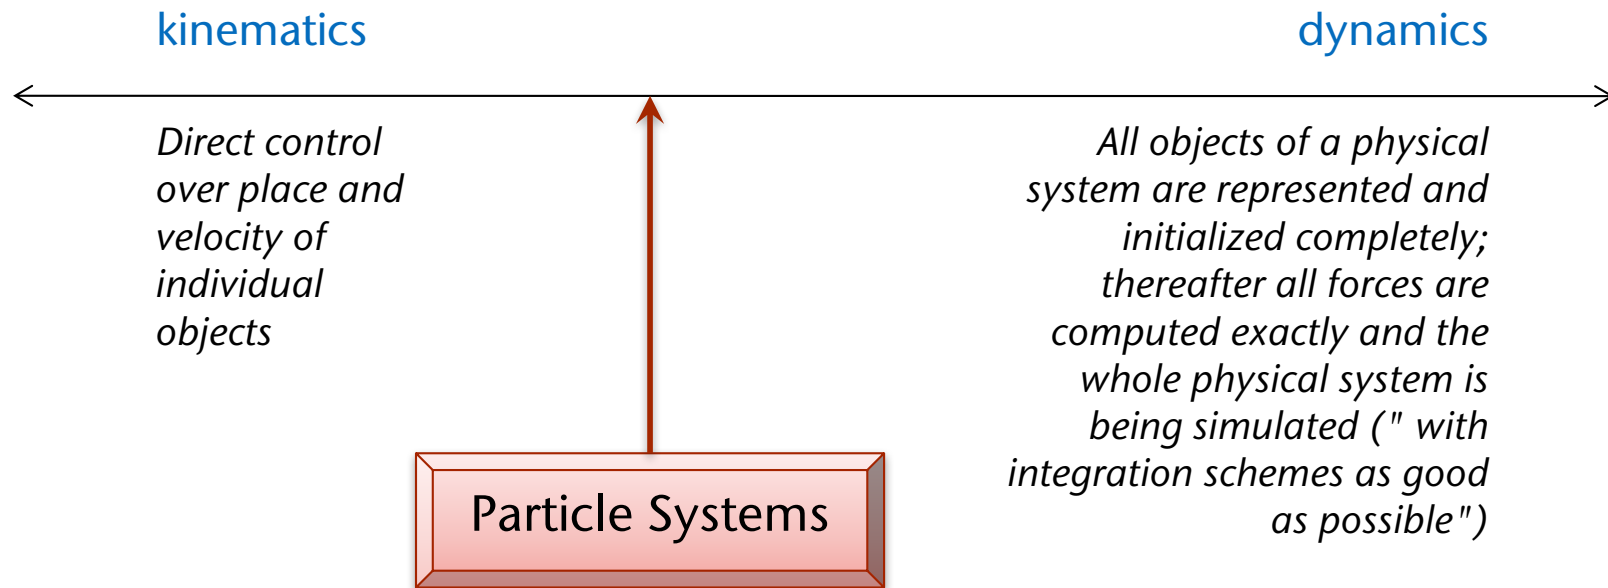 kinematics
dynamics
Direct control
over place and
velocity of
individual
objects
All objects of a physical
system are represented and
initialized completely;
thereafter all forces are
computed exactly and the
whole physical system is
being simulated (" with
integration schemes as good
as possible")
Particle Systems